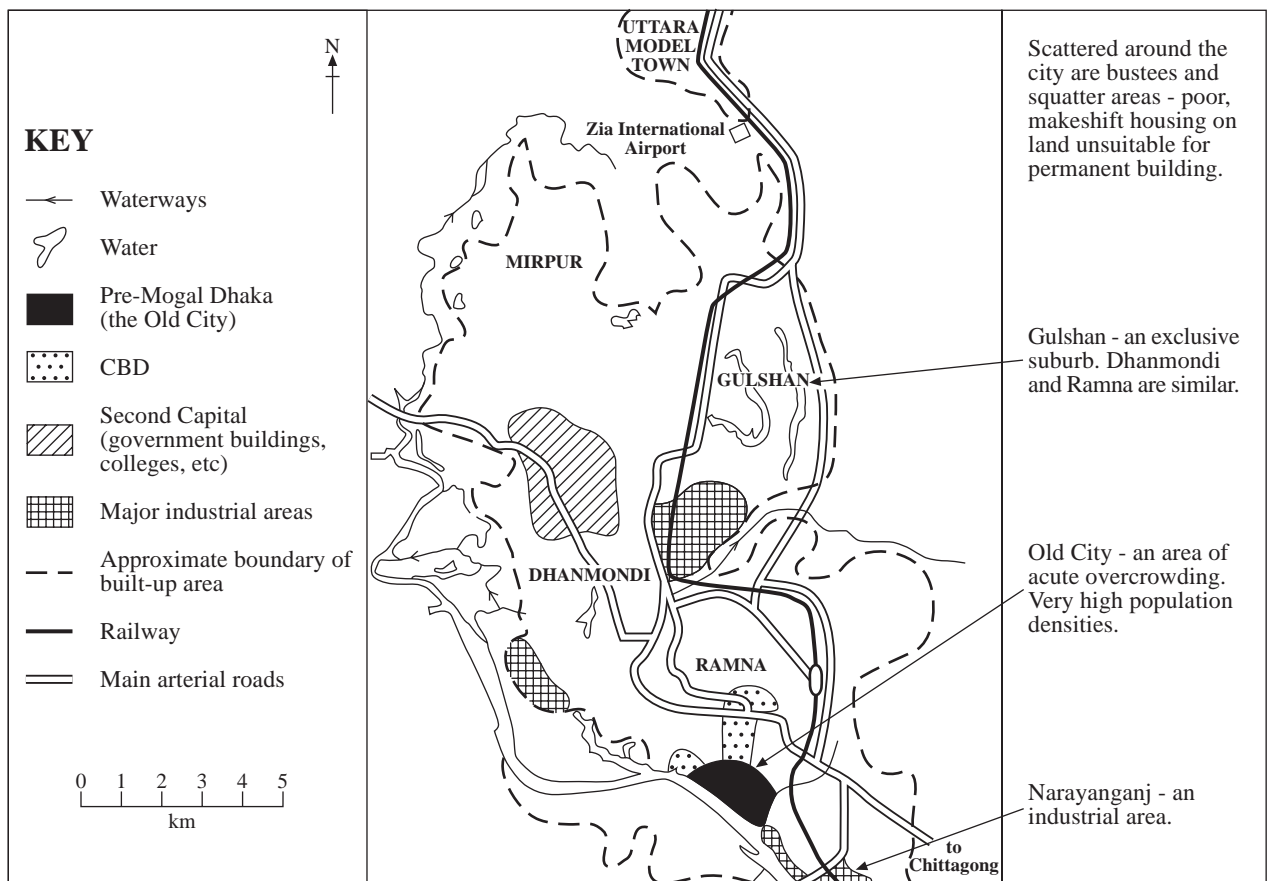 KEY
Waterways
Water
Pre-Mogal Dhaka
(the Old City)
CBD
Second Capital
(government buildings,
colleges, etc)
Major industrial areas
Approximate boundary of
built-up area
Railway
Main arterial roads
0 1 2 3 4 5
km
N
UTTARA
MODEL
TOWN
Zia International
Airport
MIRPUR
GULSHAN
DHANMONDI
RAMNA
to
Chittagong
Scattered around the
city are bustees and
squatter areas - poor,
makeshift housing on
land unsuitable for
permanent building.
Gulshan - an exclusive
suburb. Dhanmondi
and Ramna are similar.
Old City - an area of
acute overcrowding.
Very high population
densities.
Narayanganj - an
industrial area.